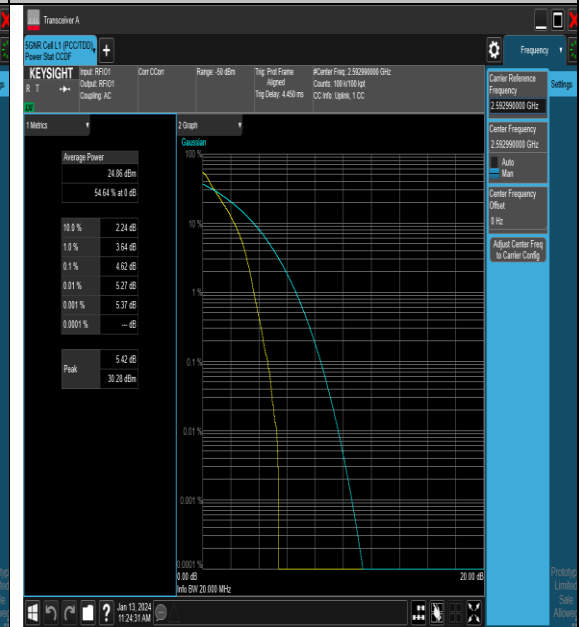 Transceiver A
5GNR Cell L1 (PCC/TDD),
Power Stat CCDF
+
Frequency
KEYSIGHT
R T
LV
Input: RFIO1
Output: RFIO1
Coupling: AC
Corr CCorr
Range: -50 dBm
Trig: Prot Frame
Aligned
Trig Delay: 4.450 ms
#Center Freq: 2.592990000 GHz
Counts: 100 k/100 kpt
CC Info: Uplink, 1 CC
Carrier Reference
Frequency
2.592990000 GHz
Settings
Center Frequency
2.592990000 GHz
Auto
Man
Center Frequency
Offset
0 Hz
Adjust Center Freq
to Carrier Config
1 Metrics
Average Power
24.86 dBm
54.64 % at 0 dB
10.0 % 2.24 dB
1.0 % 3.64 dB
0.1 % 4.62 dB
0.01 % 5.27 dB
0.001 % 5.37 dB
0.0001 % --- dB
Peak
5.42 dB
30.28 dBm
2 Graph
Gaussian
100 %
10 %
1 %
0.1 %
0.01 %
0.001 %
0.0001 %
0.00 dB
20.00 dB
Info BW 20.000 MHz
Jan 13, 2024
11:24:31 AM
?